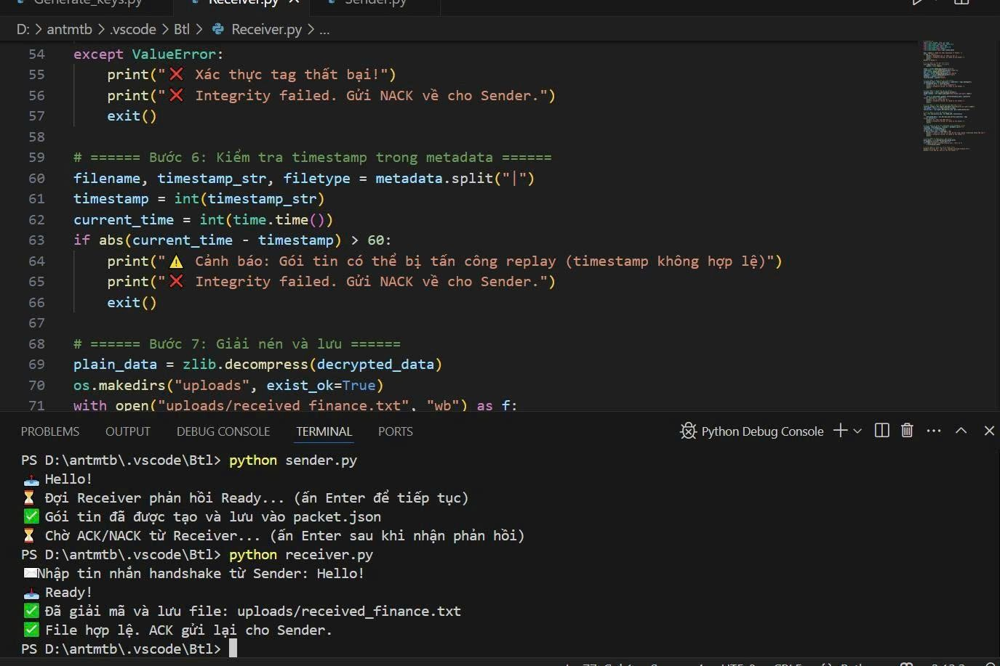 Generate_keys.py Receiver.py Sender.py
D: > antmtb > .vscode > Btl > Receiver.py > ...
54 except ValueError:
55 print("❌ Xác thực tag thất bại!")
56 print("❌ Integrity failed. Gửi NACK về cho Sender.")
57 exit()
58
59 # ====== Bước 6: Kiểm tra timestamp trong metadata ======
60 filename, timestamp_str, filetype = metadata.split("|")
61 timestamp = int(timestamp_str)
62 current_time = int(time.time())
63 if abs(current_time - timestamp) > 60:
64 print("⚠️ Cảnh báo: Gói tin có thể bị tấn công replay (timestamp không hợp lệ)")
65 print("❌ Integrity failed. Gửi NACK về cho Sender.")
66 exit()
67
68 # ====== Bước 7: Giải nén và lưu ======
69 plain_data = zlib.decompress(decrypted_data)
70 os.makedirs("uploads", exist_ok=True)
71 with open("uploads/received_finance.txt", "wb") as f:
PROBLEMS OUTPUT DEBUG CONSOLE TERMINAL PORTS Python Debug Console
PS D:\antmtb\.vscode\Btl> python sender.py
📤 Hello!
⏳ Đợi Receiver phản hồi Ready... (ấn Enter để tiếp tục)
✅ Gói tin đã được tạo và lưu vào packet.json
⏳ Chờ ACK/NACK từ Receiver... (ấn Enter sau khi nhận phản hồi)
PS D:\antmtb\.vscode\Btl> python receiver.py
✉️Nhập tin nhắn handshake từ Sender: Hello!
📤 Ready!
✅ Đã giải mã và lưu file: uploads/received_finance.txt
✅ File hợp lệ. ACK gửi lại cho Sender.
PS D:\antmtb\.vscode\Btl>